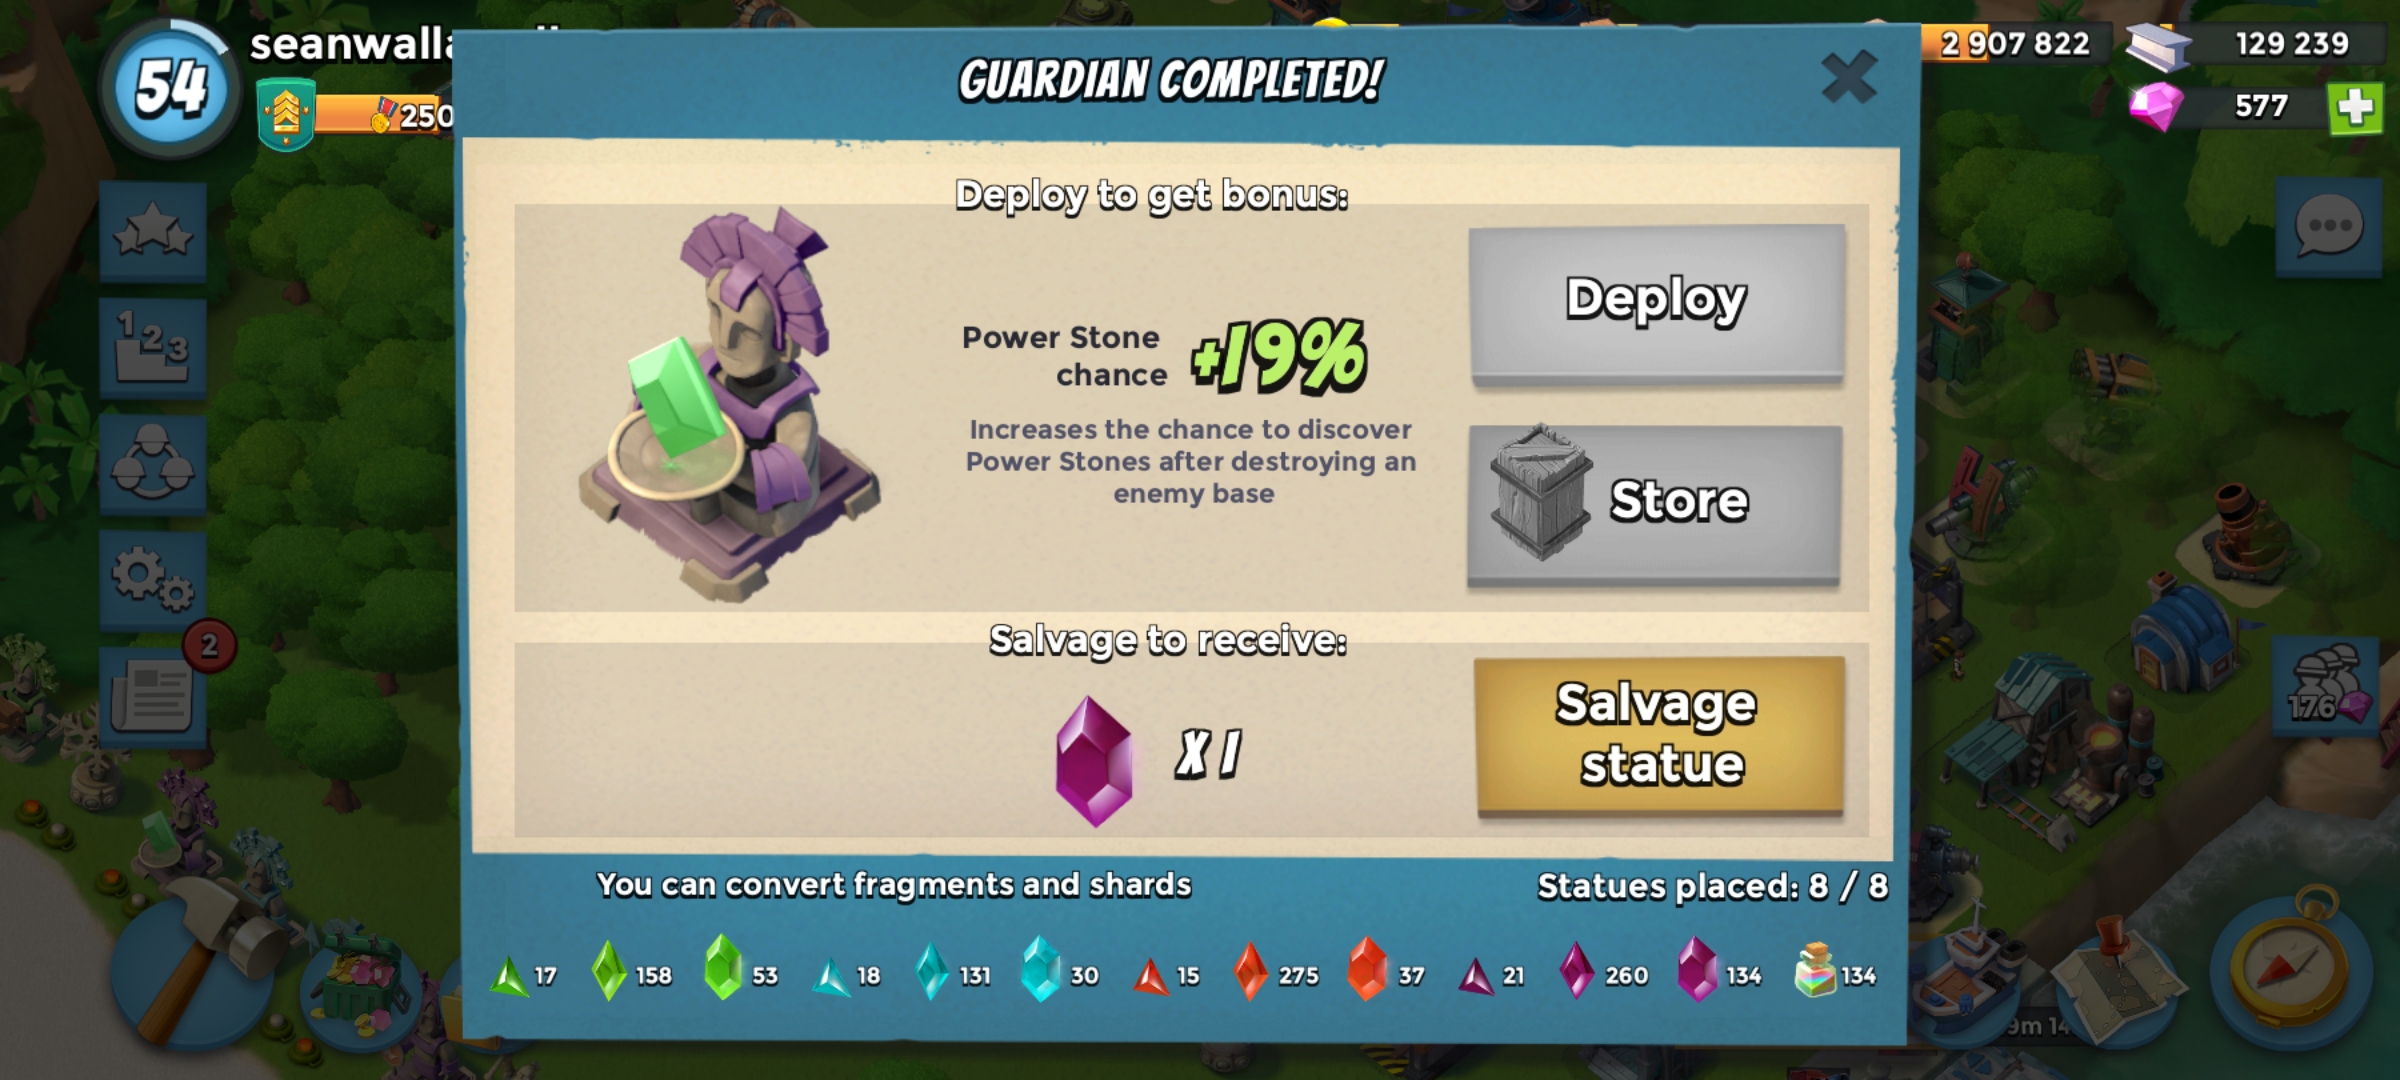 54
250
GUARDIAN COMPLETED!
2 907 822
129 239
577
Deploy to get bonus:
Power Stone
chance
+19%
Increases the chance to discover
Power Stones after destroying an
enemy base
Deploy
Store
1 2 3
2
Salvage to receive:
X 1
Salvage
statue
176
You can convert fragments and shards
Statues placed: 8 / 8
17 158 53 18 131 30 15 275 37 21 260 134 134